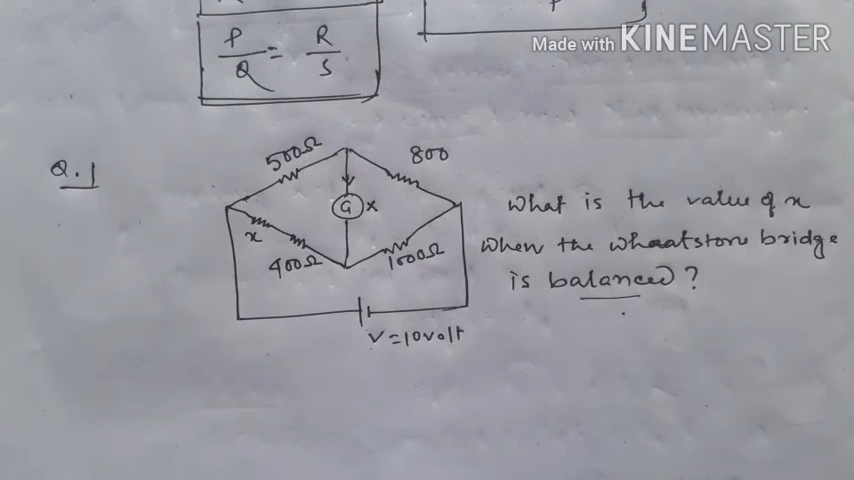 Made with KINEMASTER
P/Q = R/S
Q.1
500Ω
800
G x
x
400Ω
1000Ω
V=10volt
What is the value of x
when the wheatston bridge
is balanced?